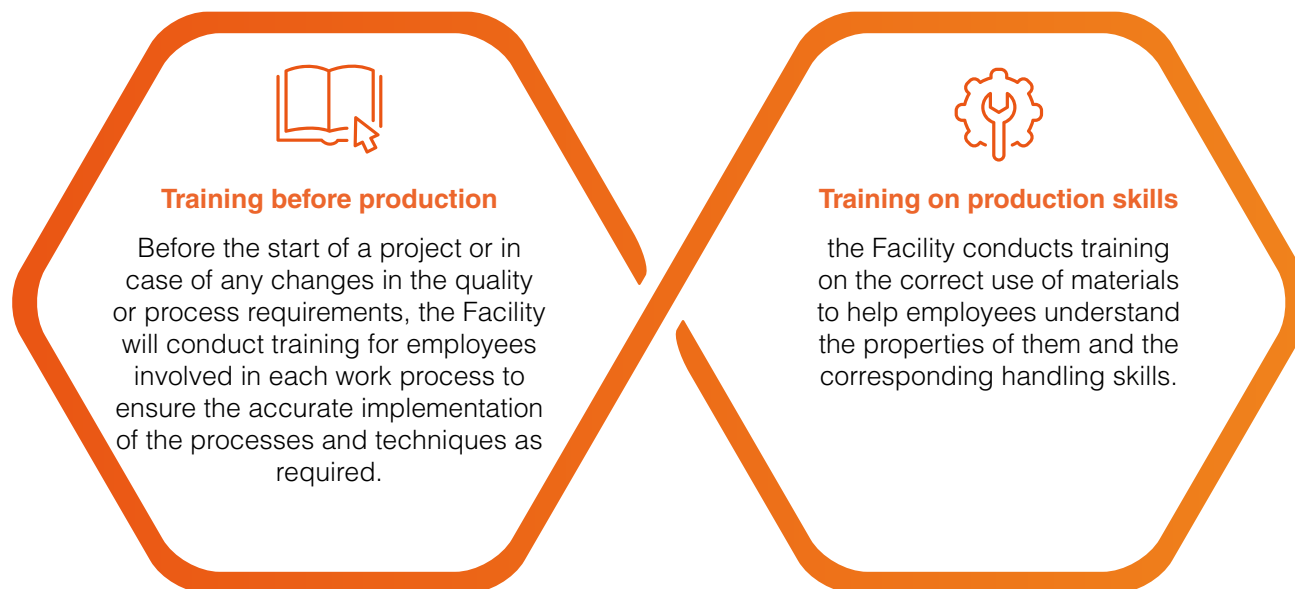 Training before production
Before the start of a project or in
case of any changes in the quality
or process requirements, the Facility
will conduct training for employees
involved in each work process to
ensure the accurate implementation
of the processes and techniques as
required.
Training on production skills
the Facility conducts training
on the correct use of materials
to help employees understand
the properties of them and the
corresponding handling skills.